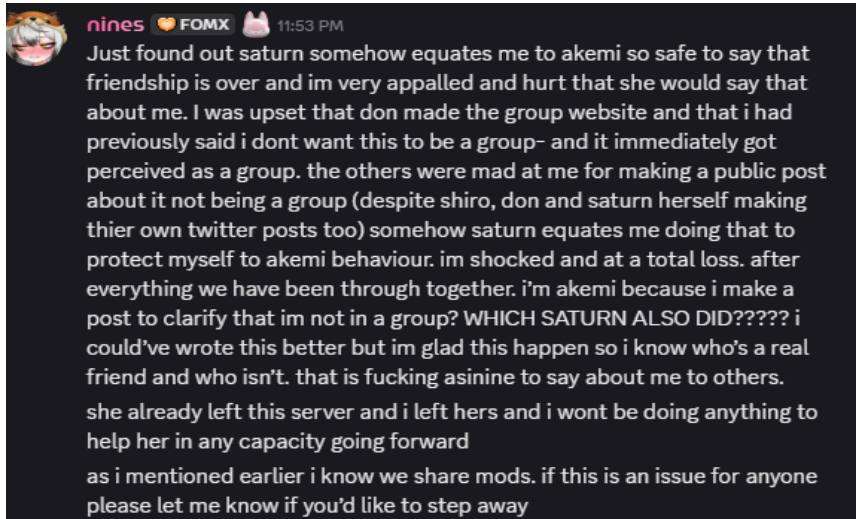 nines FOMX 11:53 PM
Just found out saturn somehow equates me to akemi so safe to say that
friendship is over and im very appalled and hurt that she would say that
about me. I was upset that don made the group website and that i had
previously said i dont want this to be a group- and it immediately got
perceived as a group. the others were mad at me for making a public post
about it not being a group (despite shiro, don and saturn herself making
thier own twitter posts too) somehow saturn equates me doing that to
protect myself to akemi behaviour. im shocked and at a total loss. after
everything we have been through together. i'm akemi because i make a
post to clarify that im not in a group? WHICH SATURN ALSO DID????? i
could've wrote this better but im glad this happen so i know who's a real
friend and who isn't. that is fucking asinine to say about me to others.
she already left this server and i left hers and i wont be doing anything to
help her in any capacity going forward
as i mentioned earlier i know we share mods. if this is an issue for anyone
please let me know if you'd like to step away